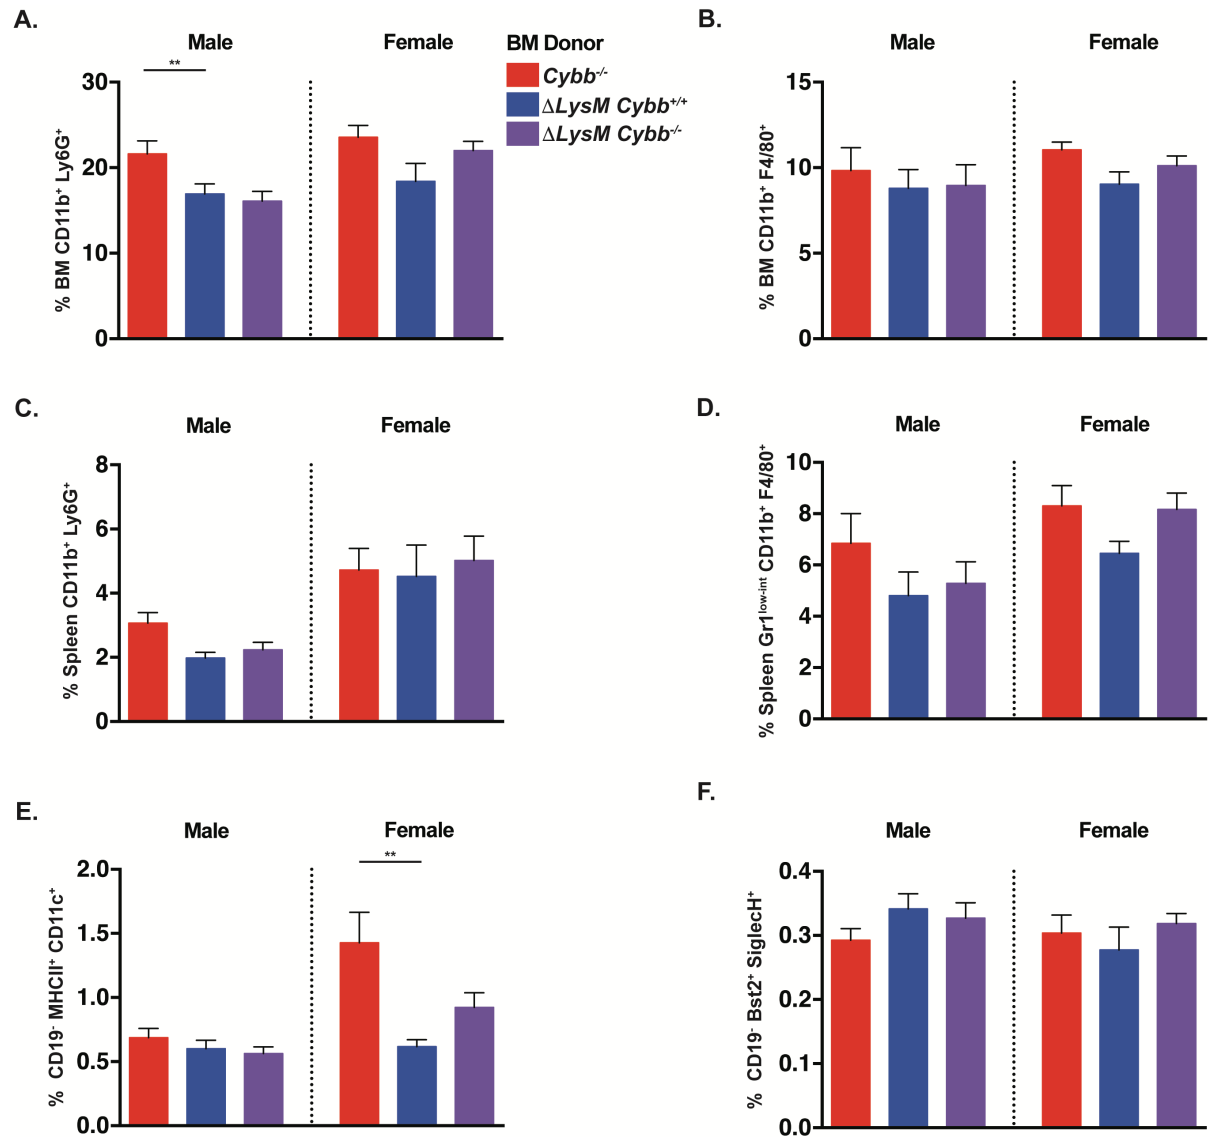 A.
Male
Female
**
30
20
10
0
% BM CD11b⁺ Ly6G⁺
BM Donor
Cybb⁻/⁻
ΔLysM Cybb⁺/⁺
ΔLysM Cybb⁻/⁻
B.
Male
Female
15
10
5
0
% BM CD11b⁺ F4/80⁺
C.
Male
Female
8
6
4
2
0
% Spleen CD11b⁺ Ly6G⁺
D.
Male
Female
10
8
6
4
2
0
% Spleen Gr1ˡᵒʷ⁻ⁱⁿᵗ CD11b⁺ F4/80⁺
E.
Male
Female
**
2.0
1.5
1.0
0.5
0.0
% CD19⁻ MHCII⁺ CD11c⁺
F.
Male
Female
0.4
0.3
0.2
0.1
0.0
% CD19⁻ Bst2⁺ SiglecH⁺